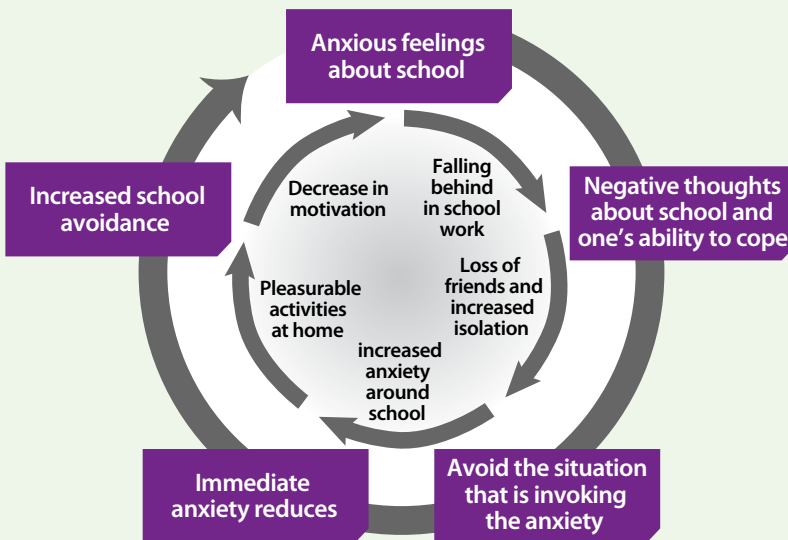 Anxious feelings
about school
Negative thoughts
about school and
one's ability to cope
Avoid the situation
that is invoking
the anxiety
Immediate
anxiety reduces
Increased school
avoidance
Falling
behind
in school
work
Loss of
friends and
increased
isolation
increased
anxiety
around
school
Pleasurable
activities
at home
Decrease in
motivation